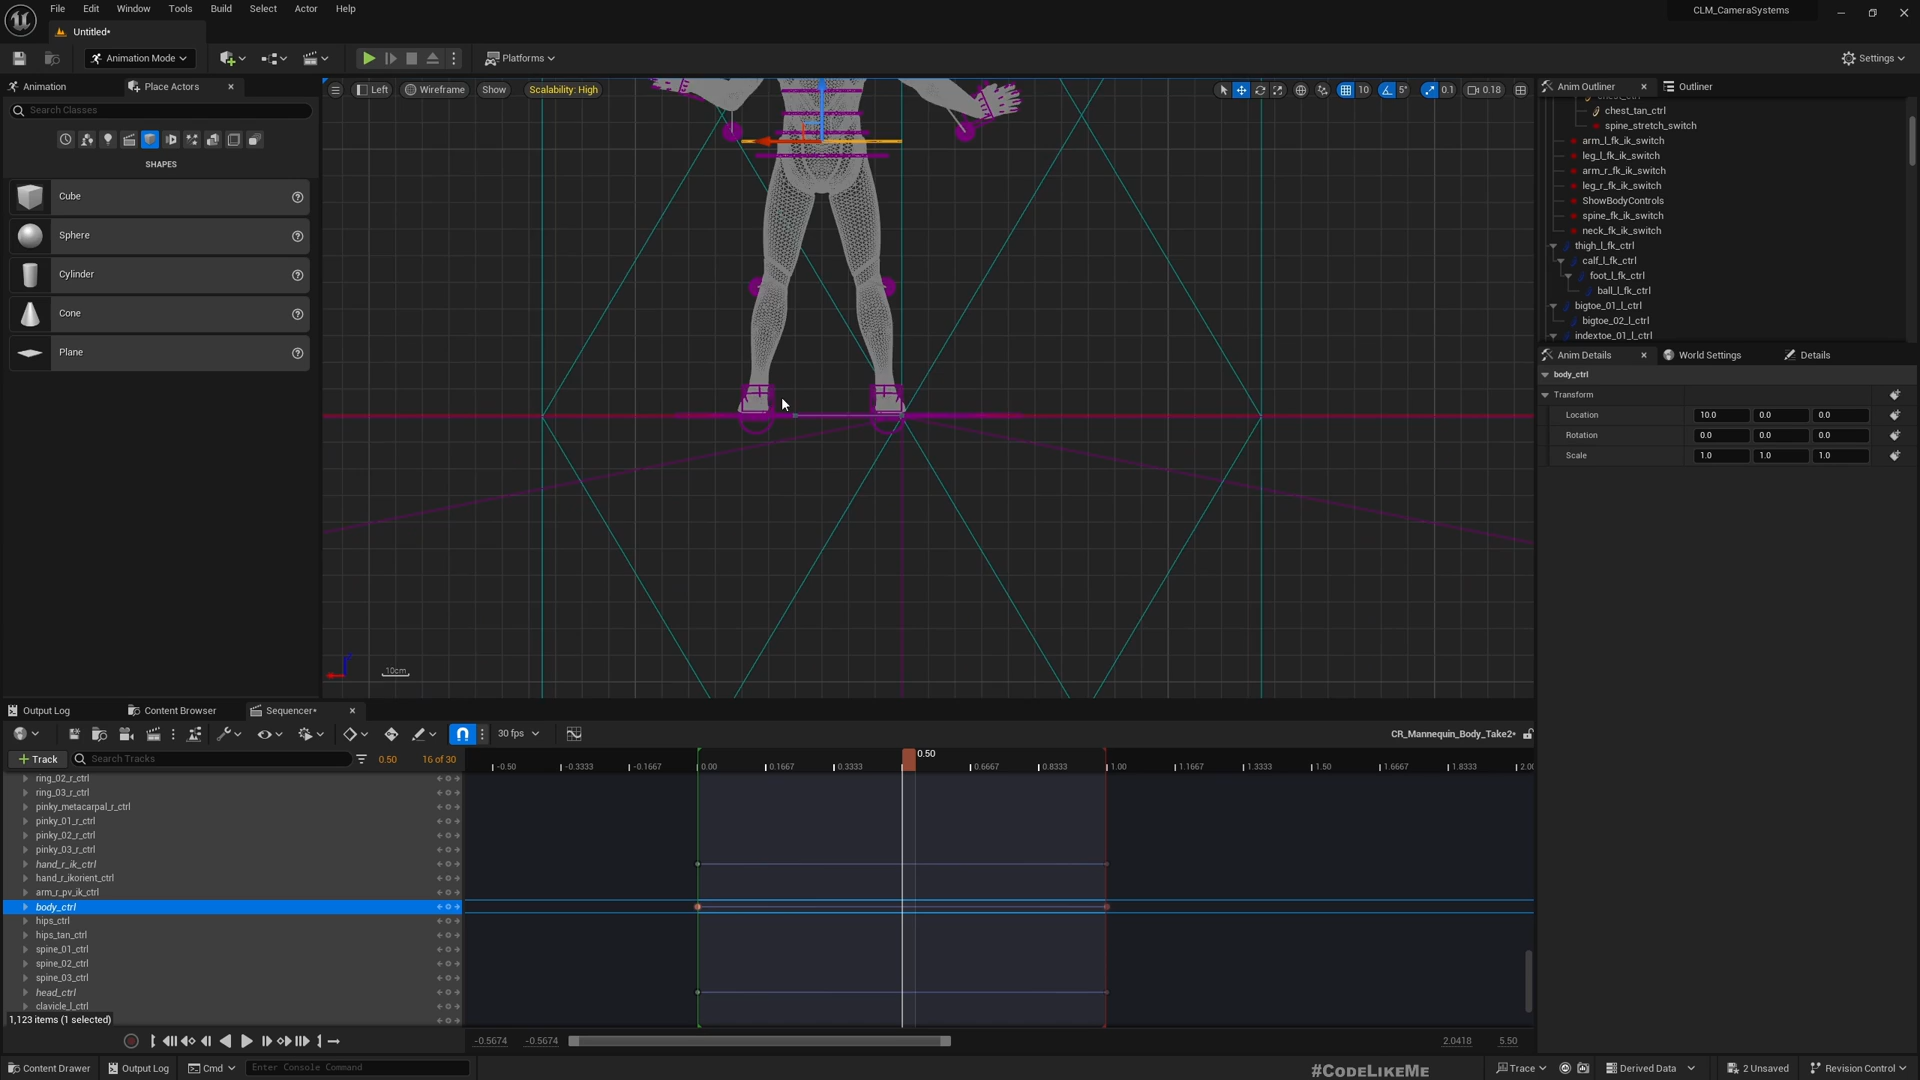 File Edit Window Tools Build Select Actor Help
CLM_CameraSystems
Untitled*
Animation Mode
Platforms
Settings
Animation
Place Actors
Search Classes
SHAPES
Cube
Sphere
Cylinder
Cone
Plane
Left
Wireframe
Show
Scalability: High
10
5°
0.1
0.18
10cm
Anim Outliner
Outliner
chest_tan_ctrl
spine_stretch_switch
arm_l_fk_ik_switch
leg_l_fk_ik_switch
arm_r_fk_ik_switch
leg_r_fk_ik_switch
ShowBodyControls
spine_fk_ik_switch
neck_fk_ik_switch
thigh_l_fk_ctrl
calf_l_fk_ctrl
foot_l_fk_ctrl
ball_l_fk_ctrl
bigtoe_01_l_ctrl
bigtoe_02_l_ctrl
indextoe_01_l_ctrl
Anim Details
World Settings
Details
body_ctrl
Transform
Location 10.0 0.0 0.0
Rotation 0.0 0.0 0.0
Scale 1.0 1.0 1.0
Output Log
Content Browser
Sequencer*
30 fps
CR_Mannequin_Body_Take2*
Track
Search Tracks
0.50
16 of 30
0.50
-0.50 -0.3333 -0.1667 0.00 0.1667 0.3333 0.6667 0.8333 1.00 1.1667 1.3333 1.50 1.6667 1.8333 2.00
ring_02_r_ctrl
ring_03_r_ctrl
pinky_metacarpal_r_ctrl
pinky_01_r_ctrl
pinky_02_r_ctrl
pinky_03_r_ctrl
hand_r_ik_ctrl
hand_r_ikorient_ctrl
arm_r_pv_ik_ctrl
body_ctrl
hips_ctrl
hips_tan_ctrl
spine_01_ctrl
spine_02_ctrl
spine_03_ctrl
head_ctrl
clavicle_l_ctrl
1,123 items (1 selected)
-0.5674 -0.5674
2.0418 5.50
Content Drawer
Output Log
Cmd
Enter Console Command
#CODELIKEME
Trace
Derived Data
2 Unsaved
Revision Control